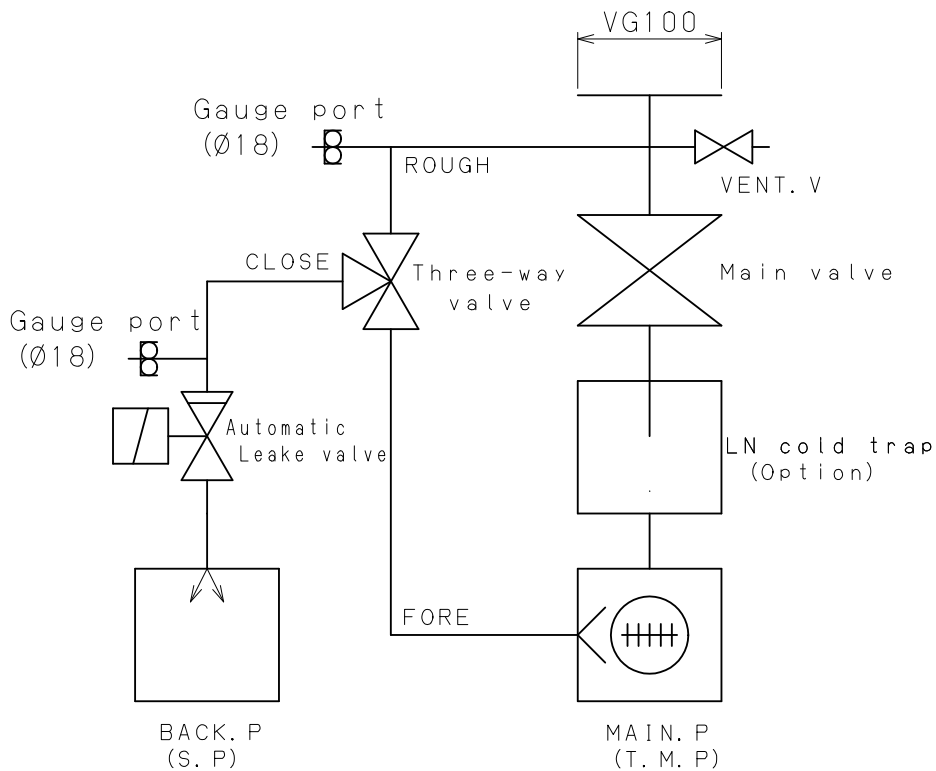 VG100
Gauge port
(Ø18)
ROUGH
VENT. V
CLOSE
Three-way
valve
Main valve
Gauge port
(Ø18)
Automatic
Leake valve
LN cold trap
(Option)
FORE
BACK. P
(S. P)
MAIN. P
(T. M. P)